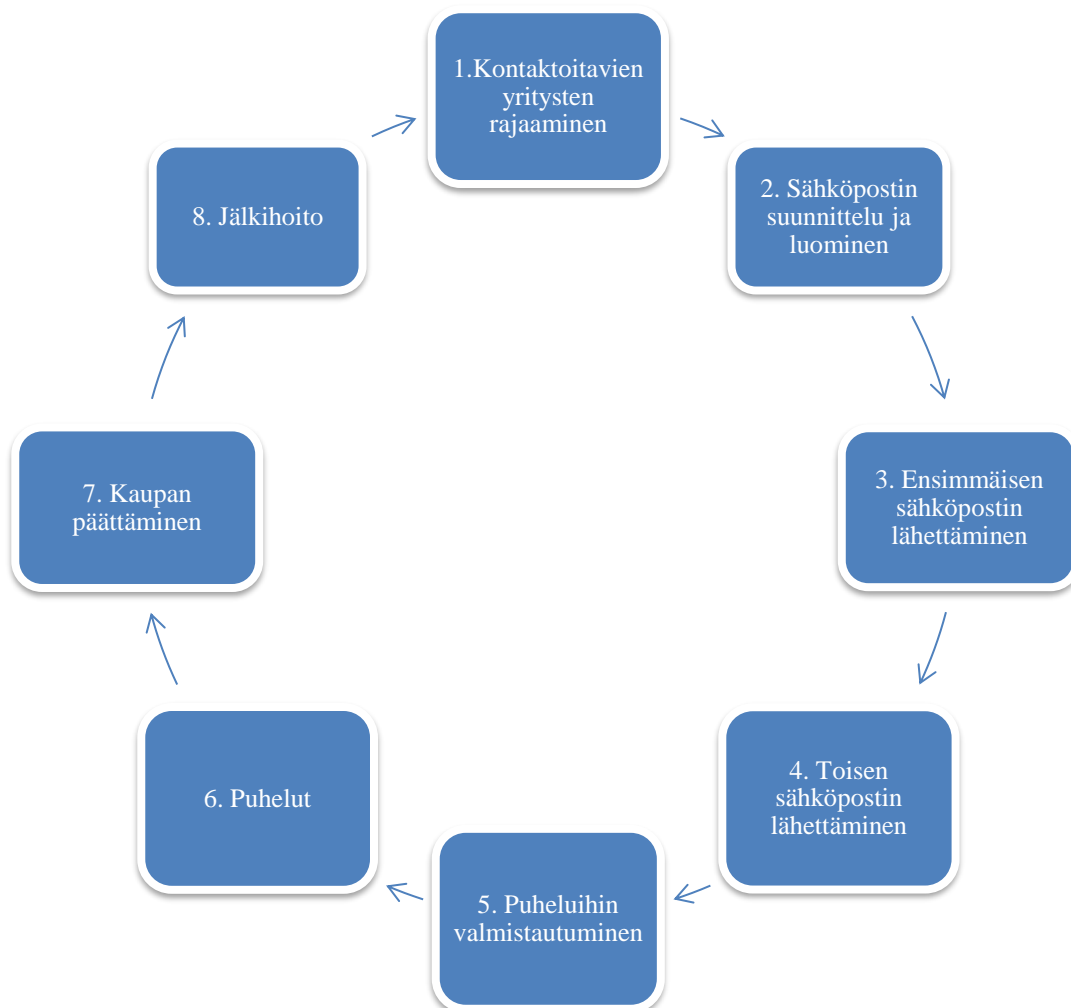 1.Kontaktoitavien
yritysten
rajaaminen
2. Sähköpostin
suunnittelu ja
luominen
3. Ensimmäisen
sähköpostin
lähettäminen
4. Toisen
sähköpostin
lähettäminen
5. Puheluihin
valmistautuminen
6. Puhelut
7. Kaupan
päättäminen
8. Jälkihoito